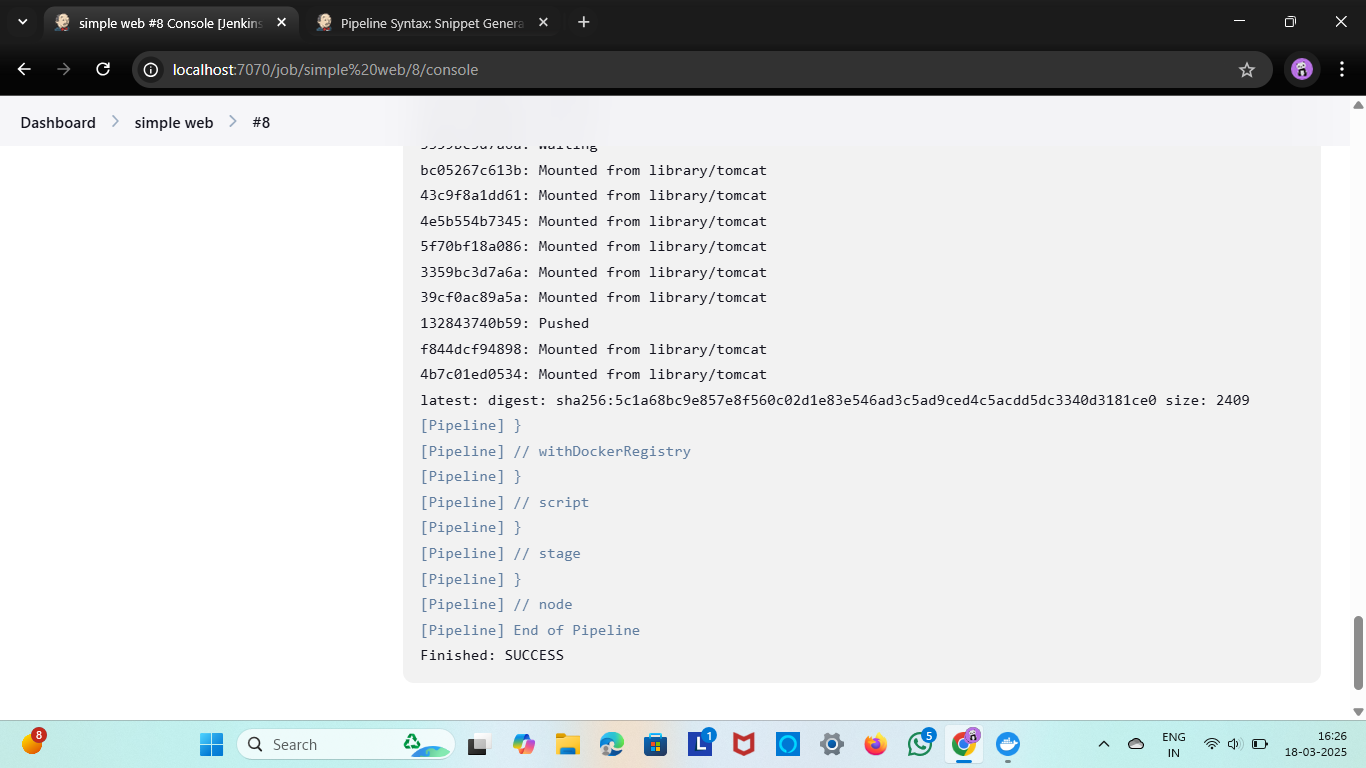 simple web #8 Console [Jenkins
Pipeline Syntax: Snippet Genera
localhost:7070/job/simple%20web/8/console
Dashboard
simple web
#8
3359bc3d7a6a: Waiting
bc05267c613b: Mounted from library/tomcat
43c9f8a1dd61: Mounted from library/tomcat
4e5b554b7345: Mounted from library/tomcat
5f70bf18a086: Mounted from library/tomcat
3359bc3d7a6a: Mounted from library/tomcat
39cf0ac89a5a: Mounted from library/tomcat
132843740b59: Pushed
f844dcf94898: Mounted from library/tomcat
4b7c01ed0534: Mounted from library/tomcat
latest: digest: sha256:5c1a68bc9e857e8f560c02d1e83e546ad3c5ad9ced4c5acdd5dc3340d3181ce0 size: 2409
[Pipeline] }
[Pipeline] // withDockerRegistry
[Pipeline] }
[Pipeline] // script
[Pipeline] }
[Pipeline] // stage
[Pipeline] }
[Pipeline] // node
[Pipeline] End of Pipeline
Finished: SUCCESS
8
Search
L
1
5
ENG
IN
16:26
18-03-2025